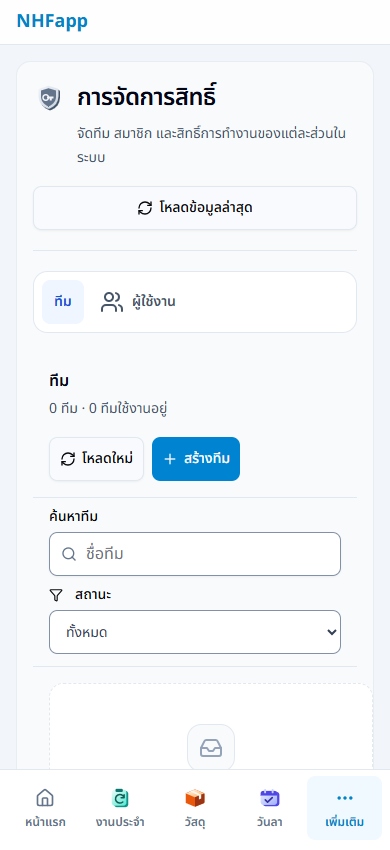 NHFapp
การจัดการสิทธิ์
จัดทีม สมาชิก และสิทธิ์การทำงานของแต่ละส่วนใน
ระบบ
โหลดข้อมูลล่าสุด
ทีม
ผู้ใช้งาน
ทีม
0 ทีม · 0 ทีมใช้งานอยู่
โหลดใหม่
สร้างทีม
ค้นหาทีม
ชื่อทีม
สถานะ
ทั้งหมด
หน้าแรก
งานประจำ
วัสดุ
วันลา
เพิ่มเติม